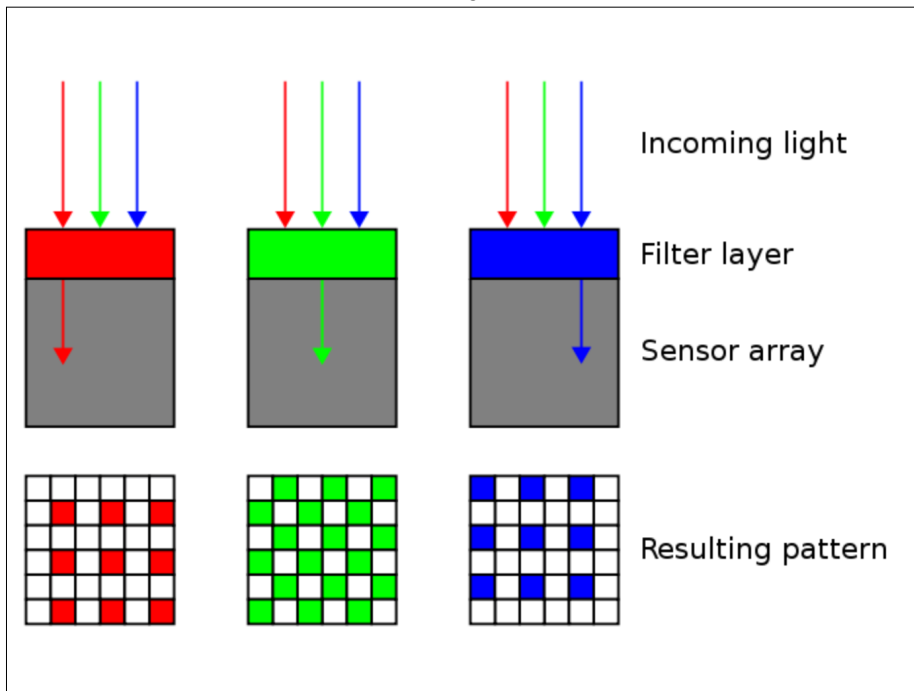 Incoming light
Filter layer
Sensor array
Resulting pattern